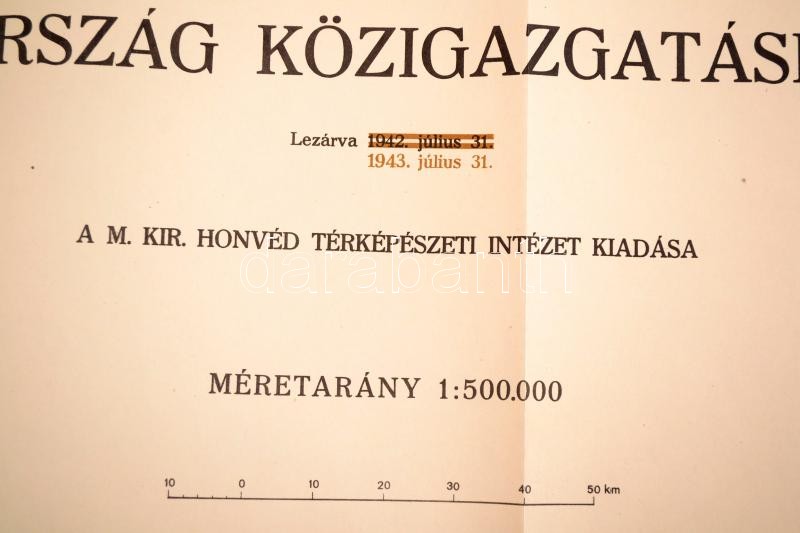 RSZÁG KÖZIGAZGATÁSI
Lezárva 1942. július 31.
1943. július 31.
A M. KIR. HONVÉD TÉRKÉPÉSZETI INTÉZET KIADÁSA
darabanth
MÉRETARÁNY 1:500.000
10 0 10 20 30 40 50 km